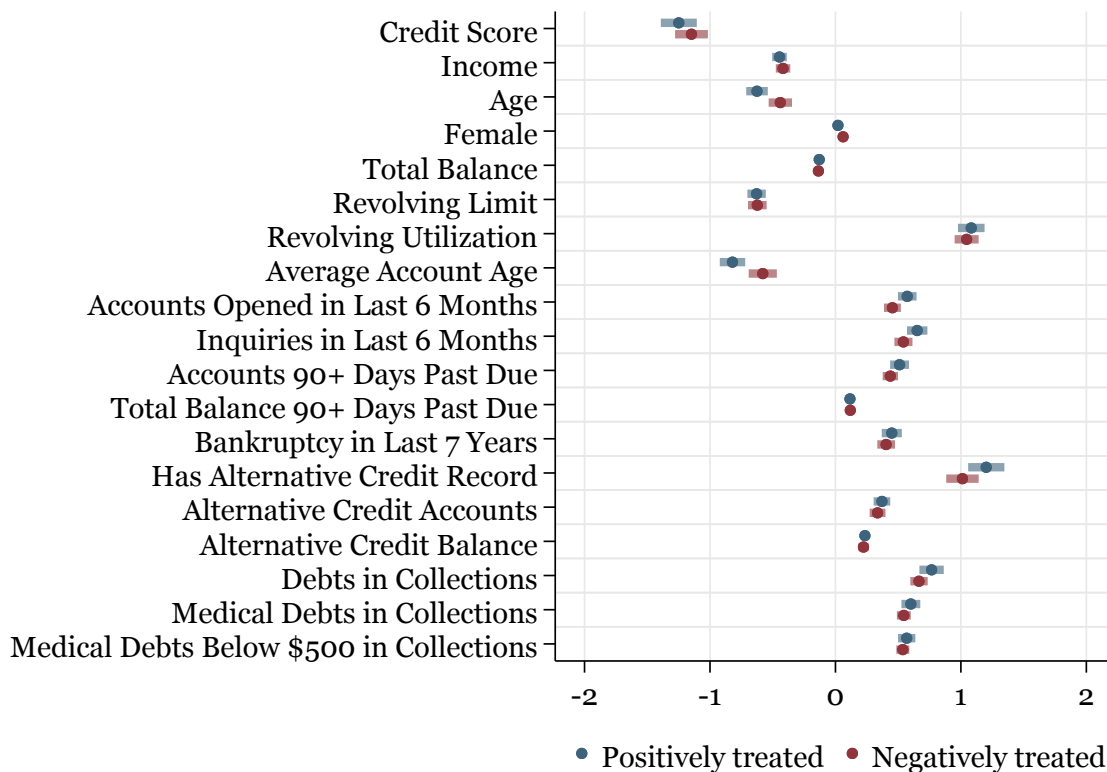 Credit Score
Income
Age
Female
Total Balance
Revolving Limit
Revolving Utilization
Average Account Age
Accounts Opened in Last 6 Months
Inquiries in Last 6 Months
Accounts 90+ Days Past Due
Total Balance 90+ Days Past Due
Bankruptcy in Last 7 Years
Has Alternative Credit Record
Alternative Credit Accounts
Alternative Credit Balance
Debts in Collections
Medical Debts in Collections
Medical Debts Below $500 in Collections
-2 -1 0 1 2
Positively treated Negatively treated